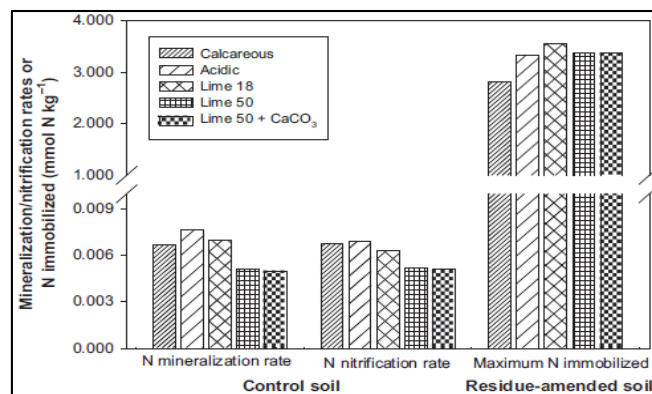 Mineralization/nitrification rates or
N immobilized (mmol N kg⁻¹)
4.000
3.000
2.000
1.000
0.009
0.006
0.003
0.000
Calcareous
Acidic
Lime 18
Lime 50
Lime 50 + CaCO₃
N mineralization rate N nitrification rate Maximum N immobilized
Control soil Residue-amended soil